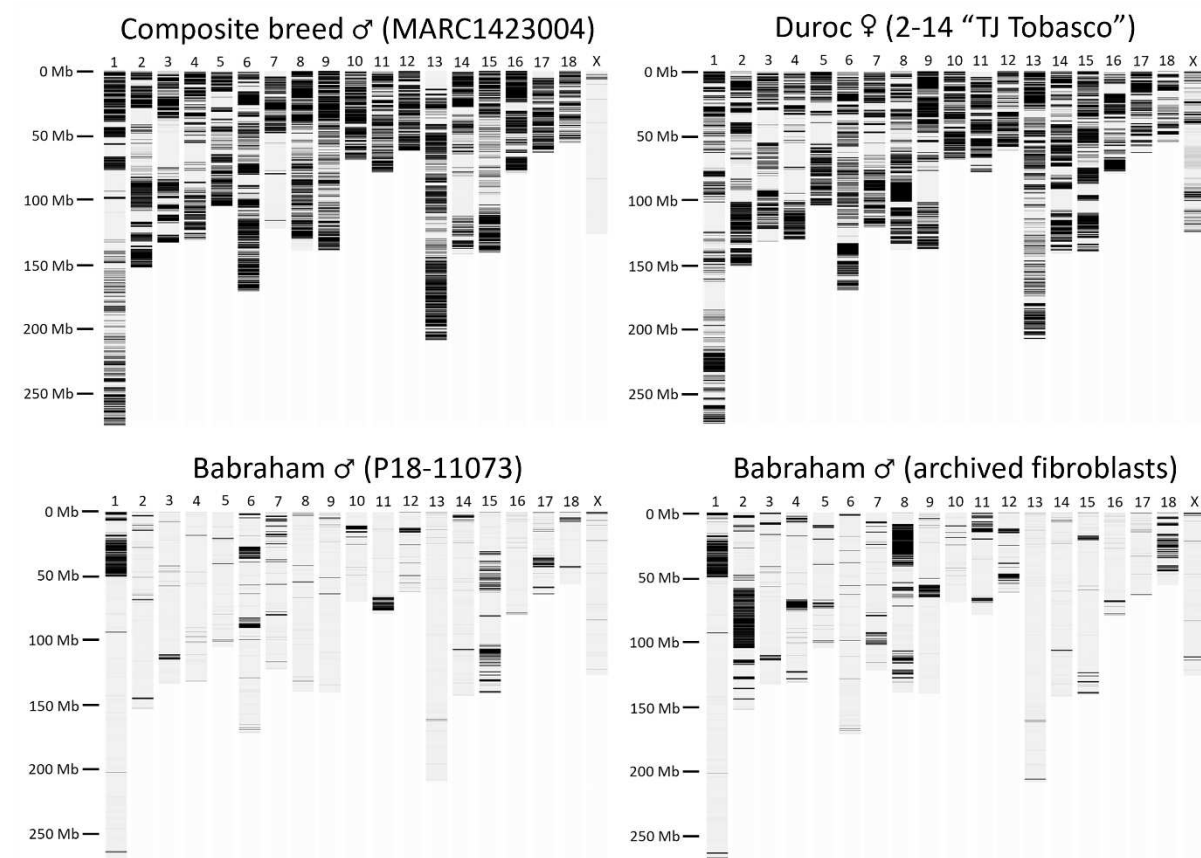 Composite breed ♂ (MARC1423004)
1 2 3 4 5 6 7 8 9 10 11 12 13 14 15 16 17 18 X
0 Mb
50 Mb
100 Mb
150 Mb
200 Mb
250 Mb
Duroc ♀ (2-14 “TJ Tobasco”)
1 2 3 4 5 6 7 8 9 10 11 12 13 14 15 16 17 18 X
0 Mb
50 Mb
100 Mb
150 Mb
200 Mb
250 Mb
Babraham ♂ (P18-11073)
1 2 3 4 5 6 7 8 9 10 11 12 13 14 15 16 17 18 X
0 Mb
50 Mb
100 Mb
150 Mb
200 Mb
250 Mb
Babraham ♂ (archived fibroblasts)
1 2 3 4 5 6 7 8 9 10 11 12 13 14 15 16 17 18 X
0 Mb
50 Mb
100 Mb
150 Mb
200 Mb
250 Mb